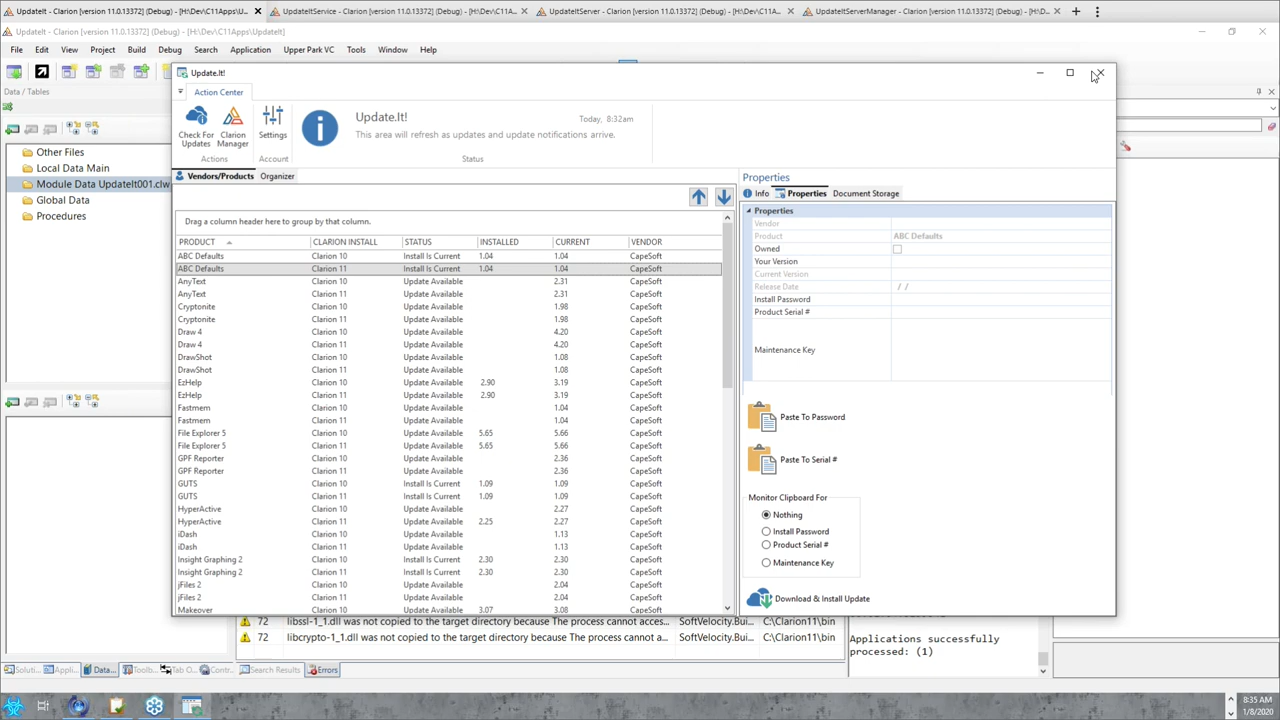 UpdateIt - Clarion [version 11.0.13372] (Debug) - [H:\Dev\C11Apps\UpdateIt]
UpdateItService - Clarion [version 11.0.13372] (Debug) - [H:\Dev\C11A...
UpdateItServer - Clarion [version 11.0.13372] (Debug) - [H:\Dev\C11Apps...
UpdateItServerManager - Clarion [version 11.0.13372] (Debug) - [H:\De...
UpdateIt - Clarion [version 11.0.13372] (Debug) - [H:\Dev\C11Apps\UpdateIt]
File Edit View Project Build Debug Search Application Upper Park VC Tools Window Help
Data / Tables
Other Files
Local Data Main
Module Data UpdateIt001.clw
Global Data
Procedures
Update.It!
Action Center
Check For Updates
Clarion Manager
Settings
Actions Account Status
Update.It!
Today, 8:32am
This area will refresh as updates and update notifications arrive.
Vendors/Products Organizer
Drag a column header here to group by that column.
PRODUCT CLARION INSTALL STATUS INSTALLED CURRENT VENDOR
ABC Defaults Clarion 10 Install Is Current 1.04 1.04 CapeSoft
ABC Defaults Clarion 11 Install Is Current 1.04 1.04 CapeSoft
AnyText Clarion 10 Update Available 2.31 CapeSoft
AnyText Clarion 11 Update Available 2.31 CapeSoft
Cryptonite Clarion 10 Update Available 1.98 CapeSoft
Cryptonite Clarion 11 Update Available 1.98 CapeSoft
Draw 4 Clarion 10 Update Available 4.20 CapeSoft
Draw 4 Clarion 11 Update Available 4.20 CapeSoft
DrawShot Clarion 10 Update Available 1.08 CapeSoft
DrawShot Clarion 11 Update Available 1.08 CapeSoft
EzHelp Clarion 10 Update Available 2.90 3.19 CapeSoft
EzHelp Clarion 11 Update Available 2.90 3.19 CapeSoft
Fastmem Clarion 10 Update Available 1.04 CapeSoft
Fastmem Clarion 11 Update Available 1.04 CapeSoft
File Explorer 5 Clarion 10 Update Available 5.65 5.66 CapeSoft
File Explorer 5 Clarion 11 Update Available 5.65 5.66 CapeSoft
GPF Reporter Clarion 10 Update Available 2.36 CapeSoft
GPF Reporter Clarion 11 Update Available 2.36 CapeSoft
GUTS Clarion 10 Install Is Current 1.09 1.09 CapeSoft
GUTS Clarion 11 Install Is Current 1.09 1.09 CapeSoft
HyperActive Clarion 10 Update Available 2.27 CapeSoft
HyperActive Clarion 11 Update Available 2.25 2.27 CapeSoft
iDash Clarion 10 Update Available 1.13 CapeSoft
iDash Clarion 11 Update Available 1.13 CapeSoft
Insight Graphing 2 Clarion 10 Install Is Current 2.30 2.30 CapeSoft
Insight Graphing 2 Clarion 11 Install Is Current 2.30 2.30 CapeSoft
jFiles 2 Clarion 10 Update Available 2.04 CapeSoft
jFiles 2 Clarion 11 Update Available 2.04 CapeSoft
Makeover Clarion 10 Update Available 3.07 3.08 CapeSoft
Properties
Info Properties Document Storage
Properties
Vendor
Product ABC Defaults
Owned
Your Version
Current Version
Release Date / /
Install Password
Product Serial #
Maintenance Key
Paste To Password
Paste To Serial #
Monitor Clipboard For
Nothing
Install Password
Product Serial #
Maintenance Key
Download & Install Update
72 libssl-1_1.dll was not copied to the target directory because The process cannot acces... SoftVelocity.Bui... C:\Clarion11\bin
72 libcrypto-1_1.dll was not copied to the target directory because The process cannot a... SoftVelocity.Bui... C:\Clarion11\bin
Applications successfully
processed: (1)
Soluti... Appli... Data... Toolb... Tab O... Contr... Search Results Errors
8:35 AM
1/8/2020